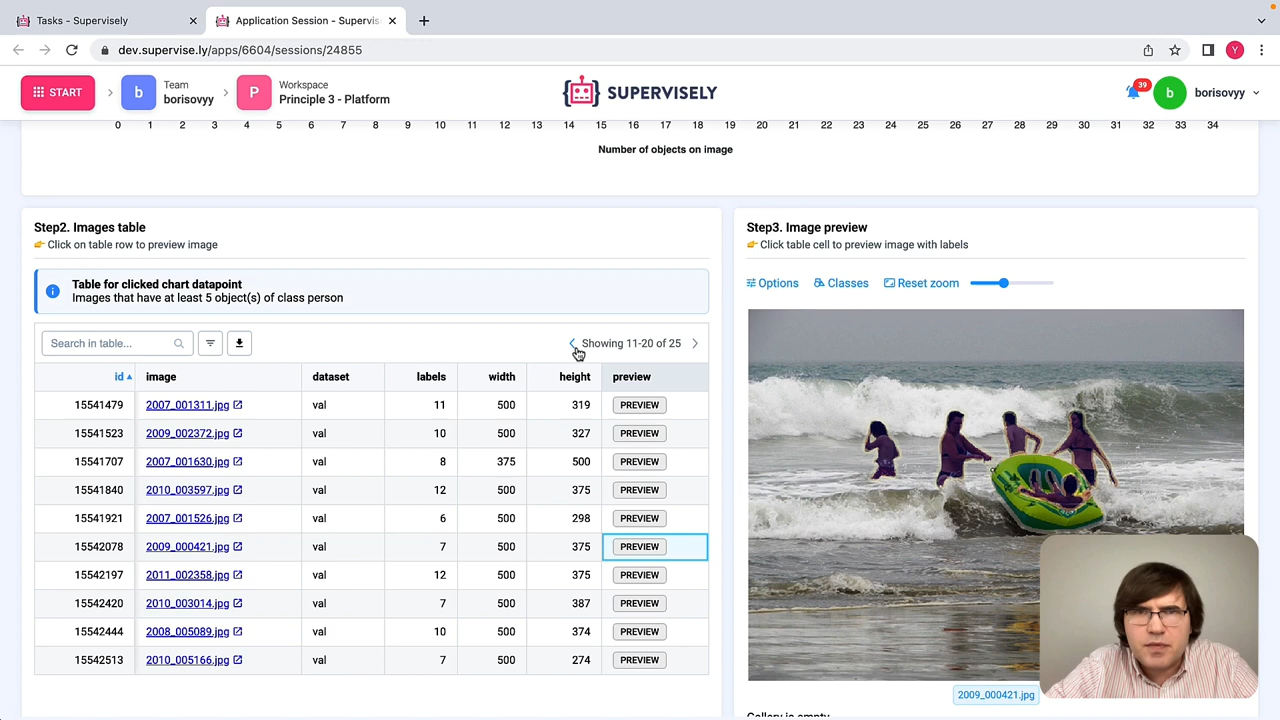 Tasks - Supervisely
Application Session - Supervise
dev.supervise.ly/apps/6604/sessions/24855
Y
START
b
Team
borisovyy
P
Workspace
Principle 3 - Platform
SUPERVISELY
39
b
borisovyy
0 1 2 3 4 5 6 7 8 9 10 11 12 13 14 15 16 17 18 19 20 21 22 23 24 25 26 27 28 29 30 31 32 33 34
Number of objects on image
Step2. Images table
Click on table row to preview image
Table for clicked chart datapoint
Images that have at least 5 object(s) of class person
Search in table...
Showing 11-20 of 25
id image dataset labels width height preview
15541479 2007_001311.jpg val 11 500 319 PREVIEW
15541523 2009_002372.jpg val 10 500 327 PREVIEW
15541707 2007_001630.jpg val 8 375 500 PREVIEW
15541840 2010_003597.jpg val 12 500 375 PREVIEW
15541921 2007_001526.jpg val 6 500 298 PREVIEW
15542078 2009_000421.jpg val 7 500 375 PREVIEW
15542197 2011_002358.jpg val 12 500 375 PREVIEW
15542420 2010_003014.jpg val 7 500 387 PREVIEW
15542444 2008_005089.jpg val 10 500 374 PREVIEW
15542513 2010_005166.jpg val 7 500 274 PREVIEW
Step3. Image preview
Click table cell to preview image with labels
Options Classes Reset zoom
2009_000421.jpg
Gallery is empty